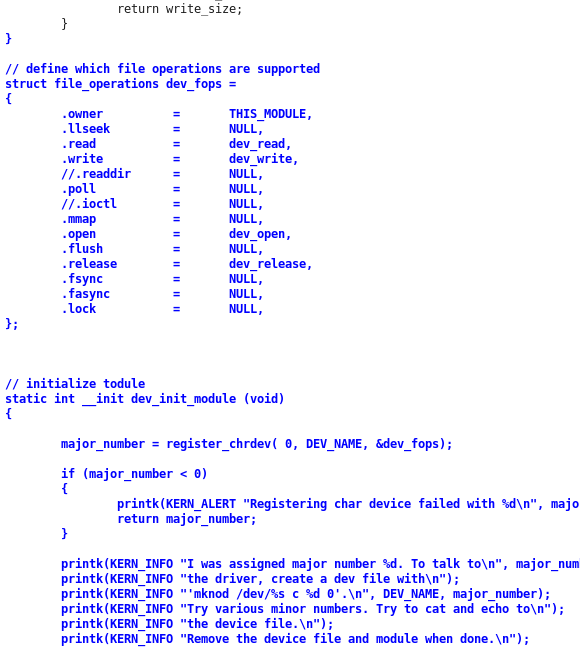 return write_size;
}
}
// define which file operations are supported
struct file_operations dev_fops =
{
.owner = THIS_MODULE,
.llseek = NULL,
.read = dev_read,
.write = dev_write,
//.readdir = NULL,
.poll = NULL,
//.ioctl = NULL,
.mmap = NULL,
.open = dev_open,
.flush = NULL,
.release = dev_release,
.fsync = NULL,
.fasync = NULL,
.lock = NULL,
};
// initialize todule
static int __init dev_init_module (void)
{
major_number = register_chrdev( 0, DEV_NAME, &dev_fops);
if (major_number < 0)
{
printk(KERN_ALERT "Registering char device failed with %d\n", majo
return major_number;
}
printk(KERN_INFO "I was assigned major number %d. To talk to\n", major_num
printk(KERN_INFO "the driver, create a dev file with\n");
printk(KERN_INFO "'mknod /dev/%s c %d 0'.\n", DEV_NAME, major_number);
printk(KERN_INFO "Try various minor numbers. Try to cat and echo to\n");
printk(KERN_INFO "the device file.\n");
printk(KERN_INFO "Remove the device file and module when done.\n");